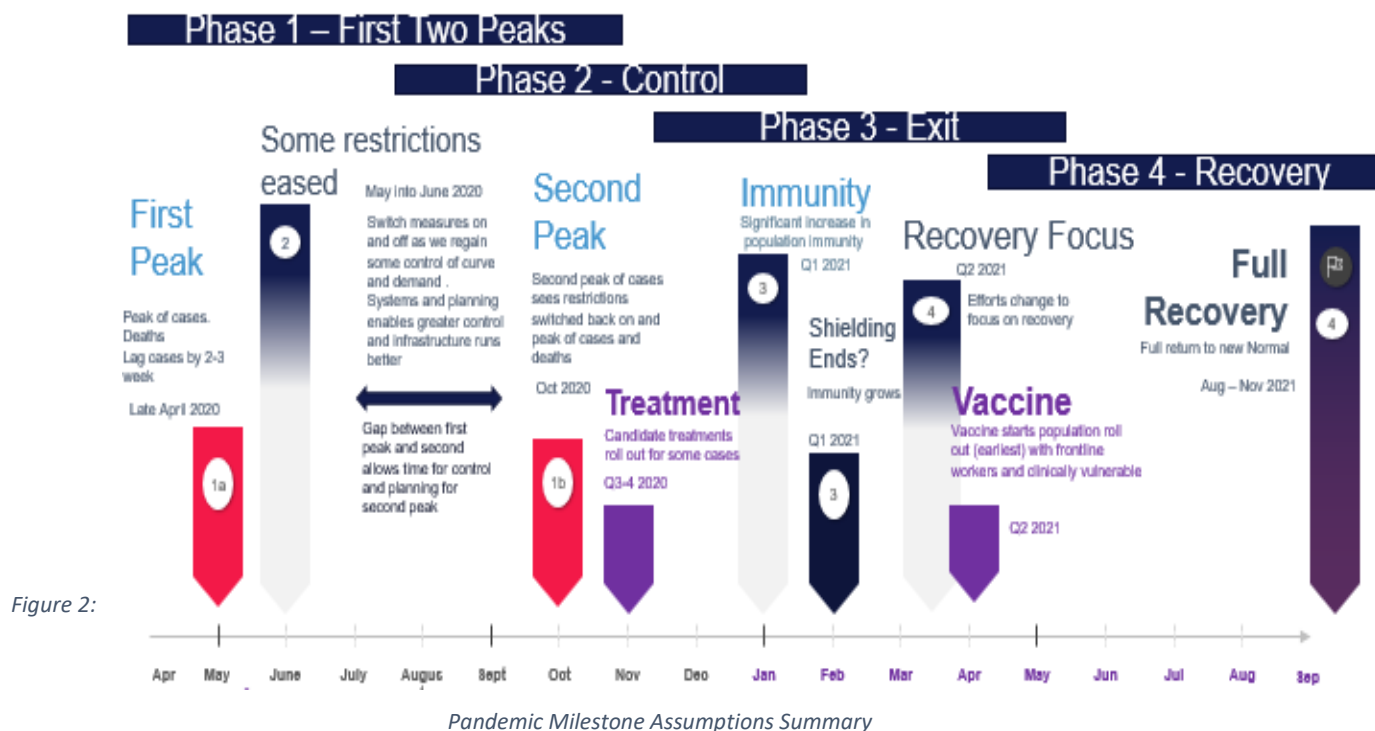 Phase 1 – First Two Peaks
Phase 2 - Control
Phase 3 - Exit
Phase 4 - Recovery
First
Peak
Peak of cases.
Deaths
Lag cases by 2-3
week
Late April 2020
1a
Some restrictions
eased
2
May into June 2020
Switch measures on
and off as we regain
some control of curve
and demand .
Systems and planning
enables greater control
and infrastructure runs
better
Gap between first
peak and second
allows time for control
and planning for
second peak
Second
Peak
Second peak of cases
sees restrictions
switched back on and
peak of cases and
deaths
Oct 2020
1b
Treatment
Candidate treatments
roll out for some cases
Q3-4 2020
Immunity
Significant increase in
population immunity
Q1 2021
3
Shielding
Ends?
Immunity grows
Q1 2021
3
Recovery Focus
Q2 2021
Efforts change to
focus on recovery
4
Vaccine
Vaccine starts population roll
out (earliest) with frontline
workers and clinically vulnerable
Q2 2021
Full
Recovery
Full return to new Normal
Aug – Nov 2021
4
Figure 2:
Apr May June July Augus Sept Oct Nov Dec Jan Feb Mar Apr May Jun Jul Aug Sep
Pandemic Milestone Assumptions Summary